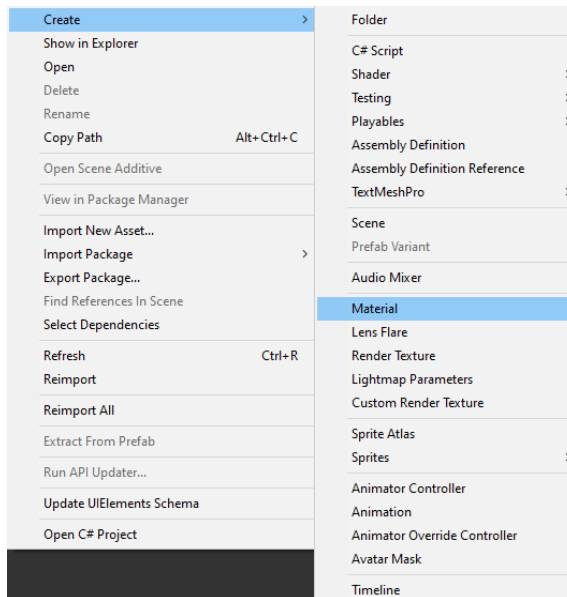 Create
Show in Explorer
Open
Delete
Rename
Copy Path Alt+Ctrl+C
Open Scene Additive
View in Package Manager
Import New Asset...
Import Package
Export Package...
Find References In Scene
Select Dependencies
Refresh Ctrl+R
Reimport
Reimport All
Extract From Prefab
Run API Updater...
Update UIElements Schema
Open C# Project
Folder
C# Script
Shader
Testing
Playables
Assembly Definition
Assembly Definition Reference
TextMeshPro
Scene
Prefab Variant
Audio Mixer
Material
Lens Flare
Render Texture
Lightmap Parameters
Custom Render Texture
Sprite Atlas
Sprites
Animator Controller
Animation
Animator Override Controller
Avatar Mask
Timeline